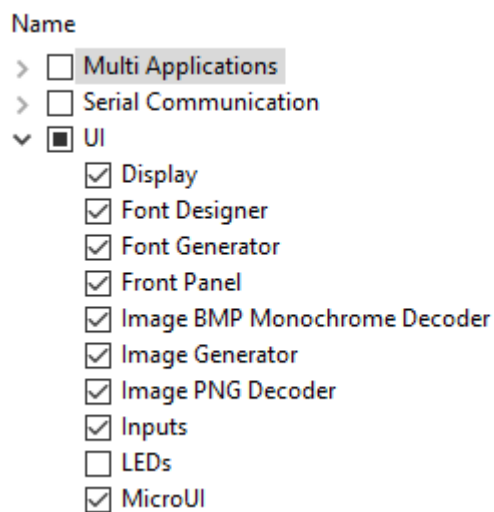 Name
Multi Applications
Serial Communication
UI
Display
Font Designer
Font Generator
Front Panel
Image BMP Monochrome Decoder
Image Generator
Image PNG Decoder
Inputs
LEDs
MicroUI